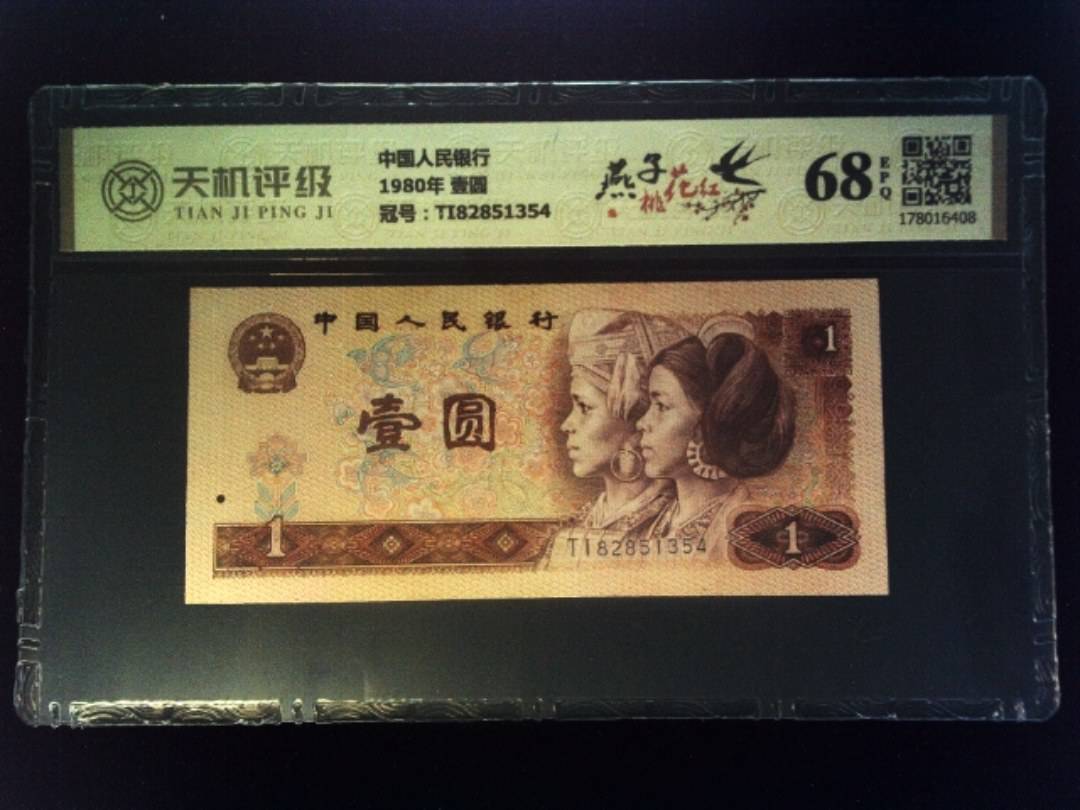 天机评级
TIAN JI PING JI
中国人民银行
1980年 壹圆
冠号：TI82851354
燕子
桃花红
68
EPQ
178016408
中国人民银行
1
壹圆
1
TI82851354
1